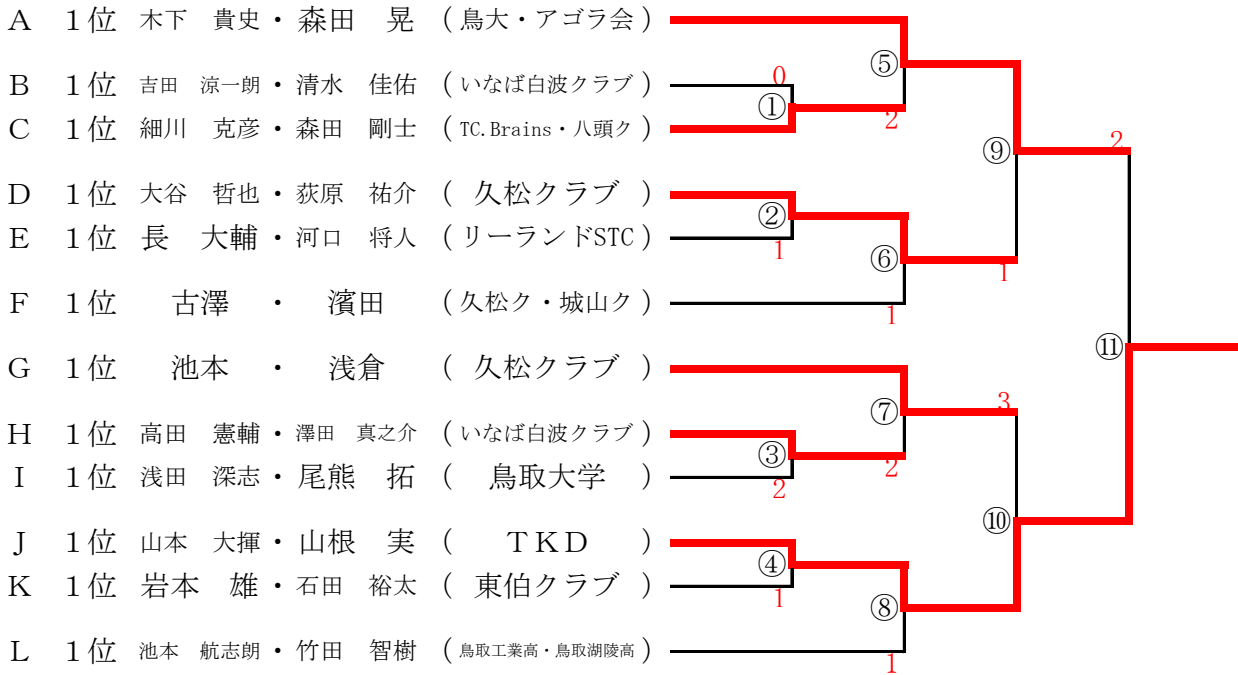 A 1位 木下 貴史・森田 晃 (鳥大・アゴラ会)
⑤
B 1位 吉田 涼一朗・清水 佳佑 (いなば白波クラブ) 0
①
C 1位 細川 克彦・森田 剛士 (TC.Brains・八頭ク) 2
⑨ 2
D 1位 大谷 哲也・荻原 祐介 (久松クラブ)
②
E 1位 長 大輔・河口 将人 (リーランドSTC) 1
⑥ 1
F 1位 古澤 ・ 濱田 (久松ク・城山ク) 1
⑪
G 1位 池本 ・ 浅倉 (久松クラブ)
⑦ 3
H 1位 高田 憲輔・澤田 真之介 (いなば白波クラブ)
③ 2
I 1位 浅田 深志・尾熊 拓 (鳥取大学) 2
⑩
J 1位 山本 大揮・山根 実 (TKD)
④
K 1位 岩本 雄・石田 裕太 (東伯クラブ) 1
⑧
L 1位 池本 航志朗・竹田 智樹 (鳥取工業高・鳥取湖陵高) 1